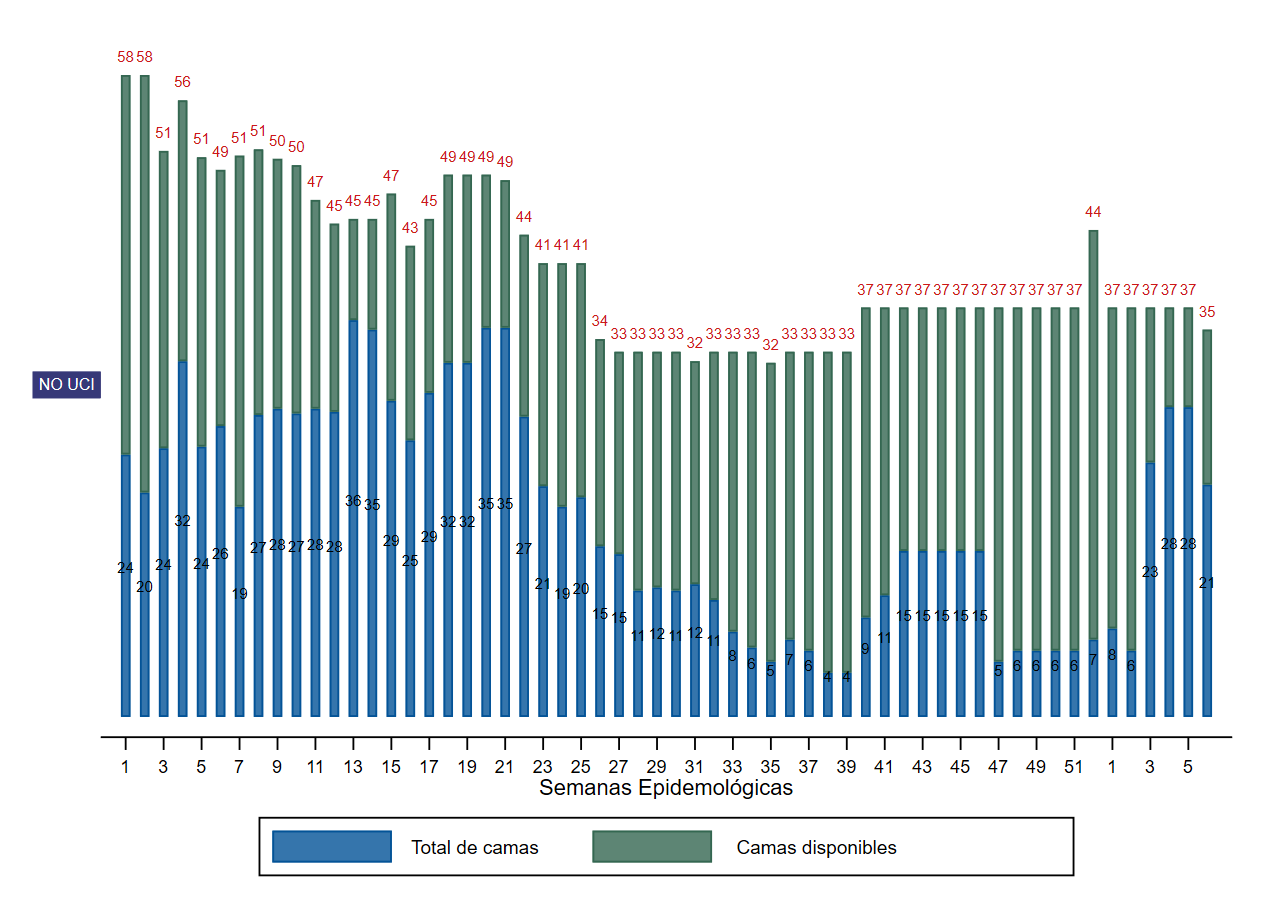 58 58 51 56 51 49 51 51 50 50 47 45 45 45 47 43 45 49 49 49 49 44 41 41 41 34 33 33 33 33 32 33 33 33 32 33 33 33 33 37 37 37 37 37 37 37 37 37 37 37 37 44 37 37 37 37 37 35
NO UCI
24 20 24 32 24 26 19 27 28 27 28 28 36 35 29 25 29 32 32 35 35 27 21 19 20 15 15 11 12 11 12 11 8 6 5 7 6 4 4 9 11 15 15 15 15 15 5 6 6 6 6 7 8 6 23 28 28 21
1 3 5 7 9 11 13 15 17 19 21 23 25 27 29 31 33 35 37 39 41 43 45 47 49 51 1 3 5
Semanas Epidemológicas
Total de camas Camas disponibles